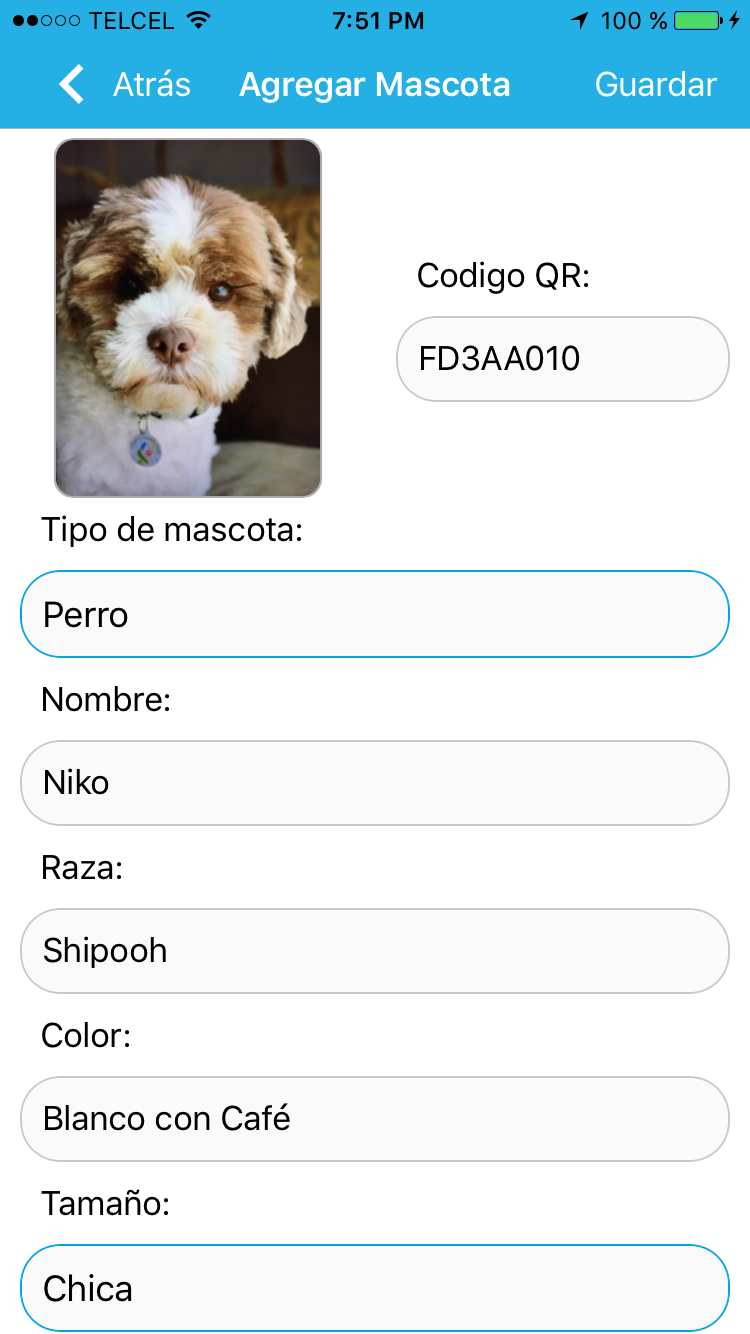 TELCEL 7:51 PM 100 %
Atrás Agregar Mascota Guardar
Codigo QR:
FD3AA010
Tipo de mascota:
Perro
Nombre:
Niko
Raza:
Shipooh
Color:
Blanco con Café
Tamaño:
Chica